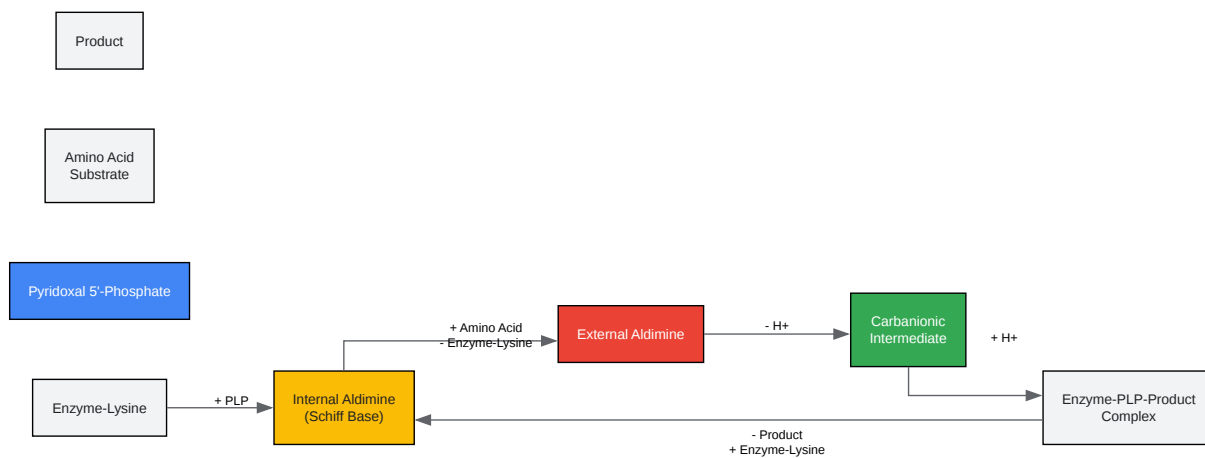 Product
Amino Acid
Substrate
Pyridoxal 5'-Phosphate
Enzyme-Lysine
+ PLP
Internal Aldimine
(Schiff Base)
+ Amino Acid
- Enzyme-Lysine
External Aldimine
- H+
Carbanionic
Intermediate
+ H+
Enzyme-PLP-Product
Complex
- Product
+ Enzyme-Lysine